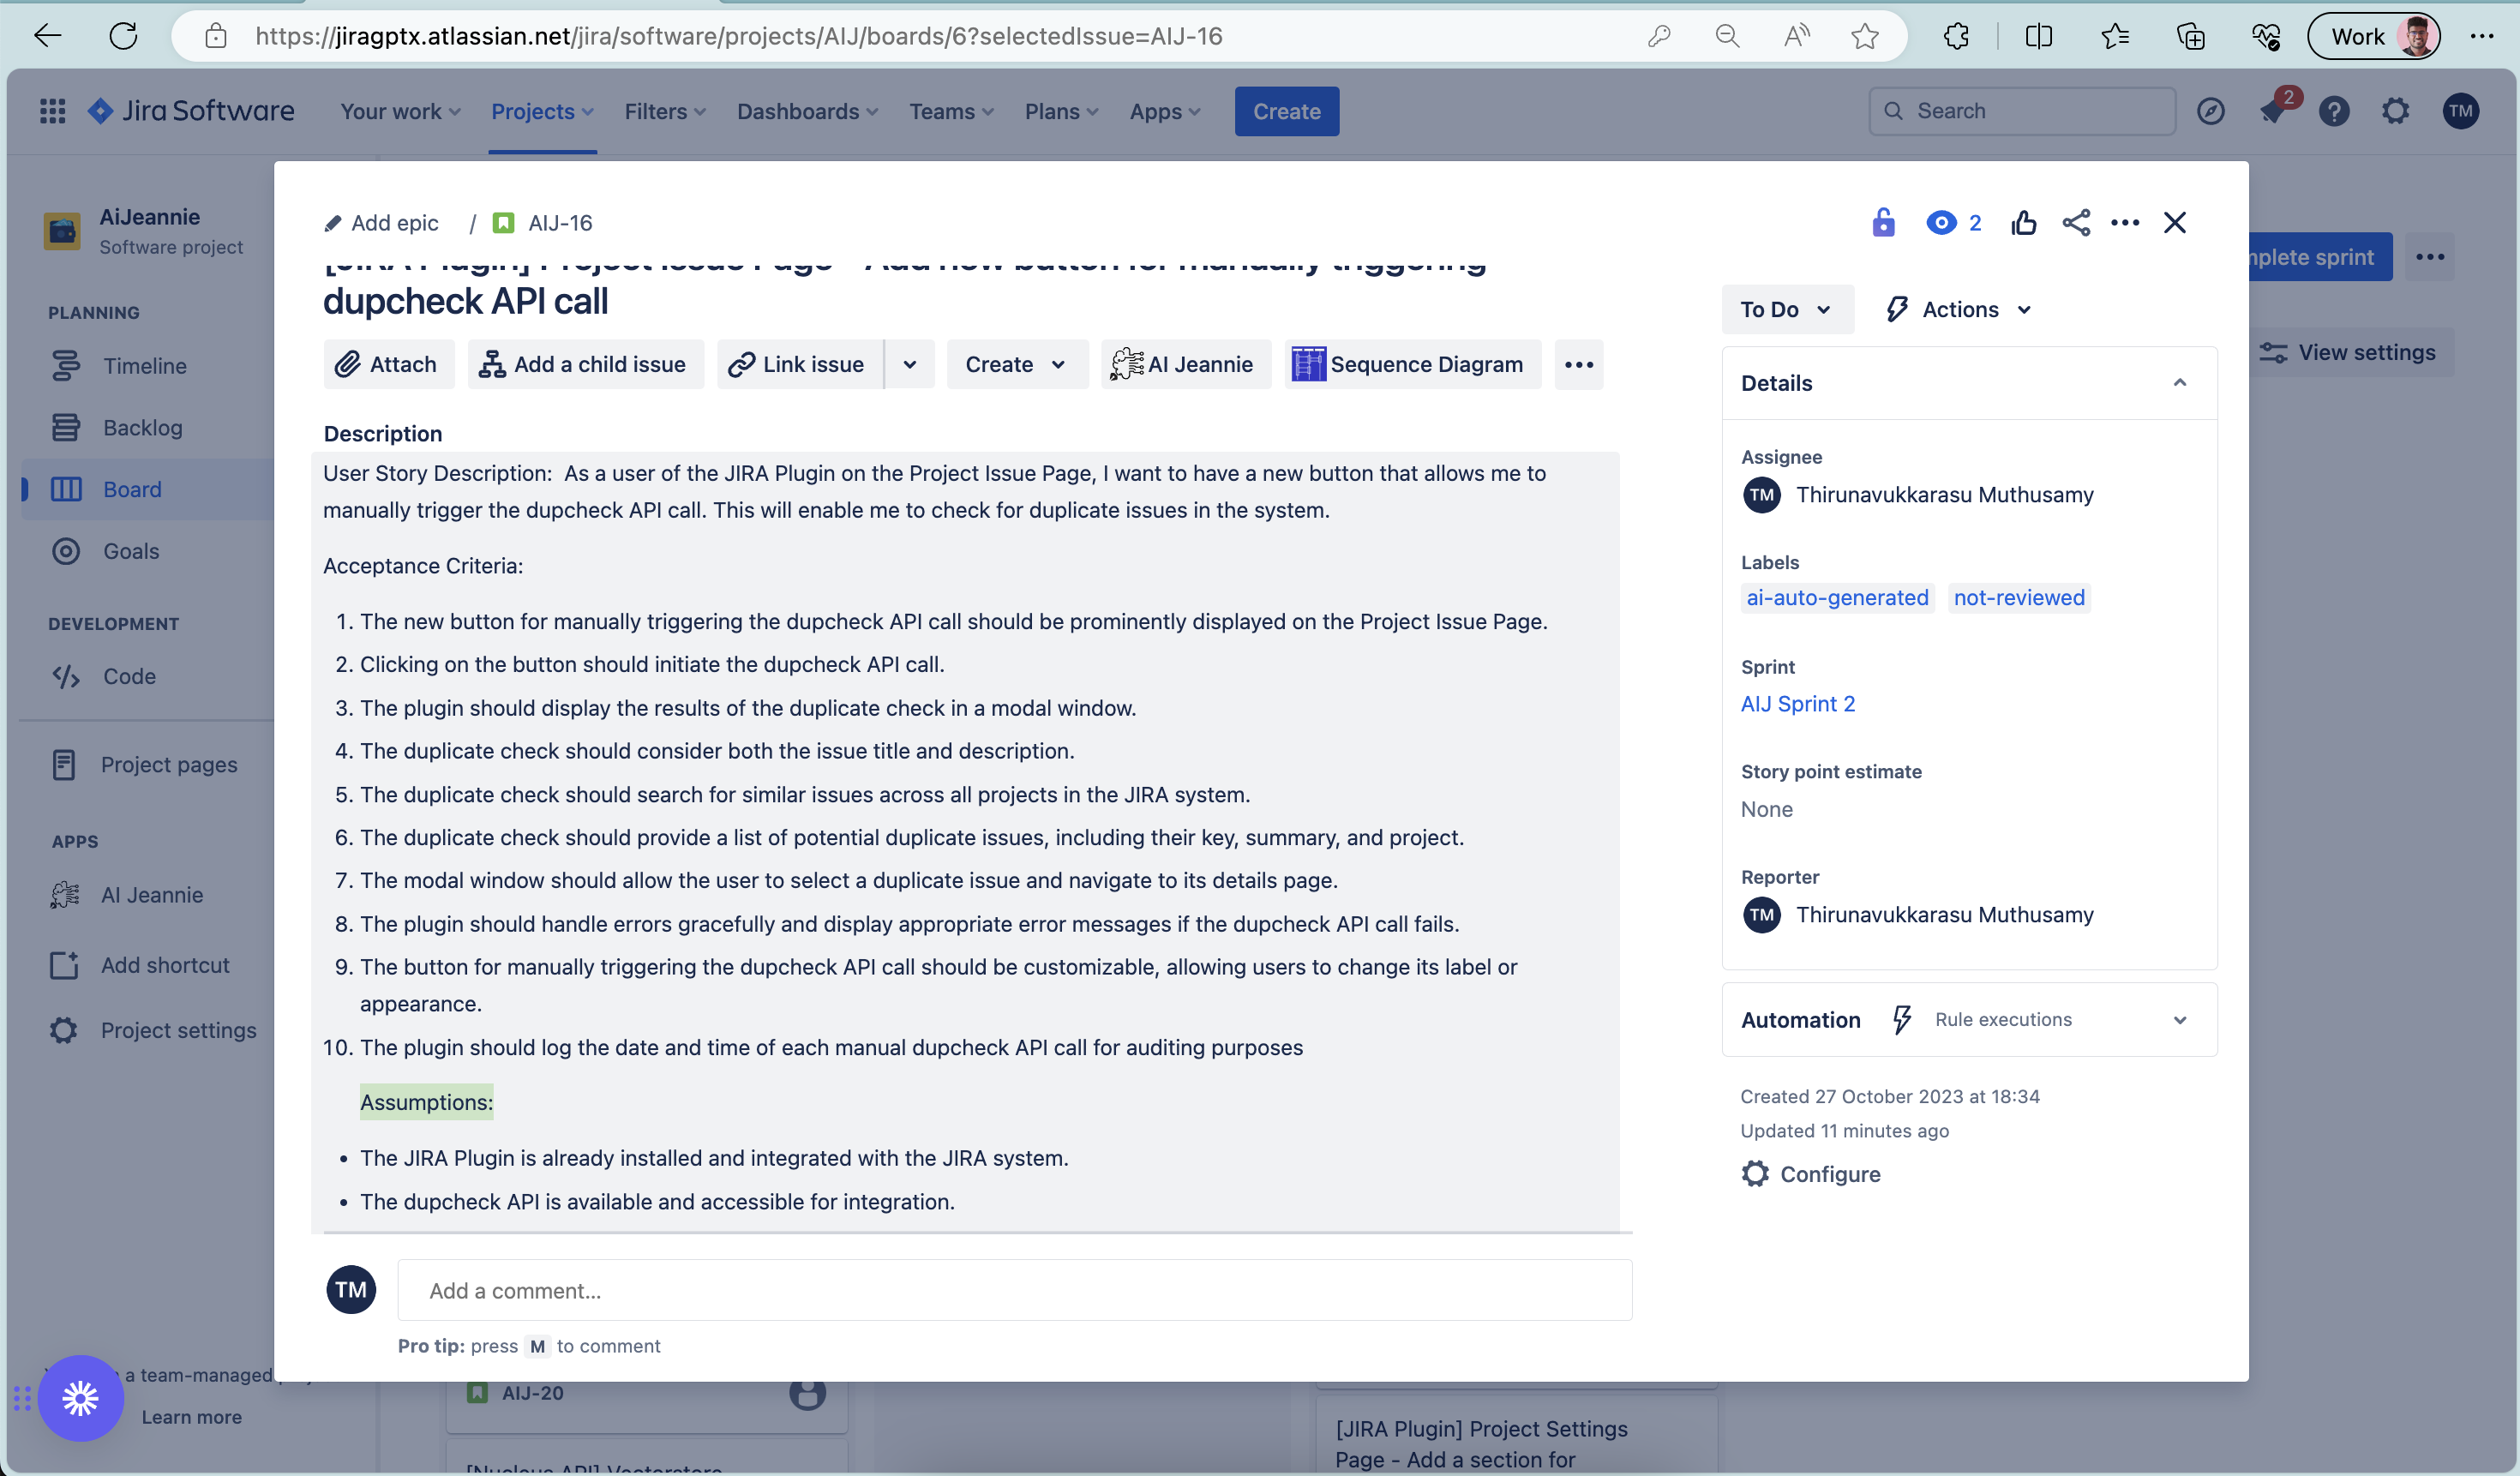 https://jiragptx.atlassian.net/jira/software/projects/AIJ/boards/6?selectedIssue=AIJ-16
Work
Jira Software
Your work
Projects
Filters
Dashboards
Teams
Plans
Apps
Create
Search
2
TM
AiJeannie
Software project
PLANNING
Timeline
Backlog
Board
Goals
DEVELOPMENT
Code
Project pages
APPS
AI Jeannie
Add shortcut
Project settings
a team-managed
Learn more
Add epic / AIJ-16
2
[JIRA Plugin] Project Issue Page - Add new button for manually triggering
dupcheck API call
Attach
Add a child issue
Link issue
Create
AI Jeannie
Sequence Diagram
Description
User Story Description: As a user of the JIRA Plugin on the Project Issue Page, I want to have a new button that allows me to
manually trigger the dupcheck API call. This will enable me to check for duplicate issues in the system.
Acceptance Criteria:
1. The new button for manually triggering the dupcheck API call should be prominently displayed on the Project Issue Page.
2. Clicking on the button should initiate the dupcheck API call.
3. The plugin should display the results of the duplicate check in a modal window.
4. The duplicate check should consider both the issue title and description.
5. The duplicate check should search for similar issues across all projects in the JIRA system.
6. The duplicate check should provide a list of potential duplicate issues, including their key, summary, and project.
7. The modal window should allow the user to select a duplicate issue and navigate to its details page.
8. The plugin should handle errors gracefully and display appropriate error messages if the dupcheck API call fails.
9. The button for manually triggering the dupcheck API call should be customizable, allowing users to change its label or
appearance.
10. The plugin should log the date and time of each manual dupcheck API call for auditing purposes
Assumptions:
• The JIRA Plugin is already installed and integrated with the JIRA system.
• The dupcheck API is available and accessible for integration.
TM
Add a comment...
Pro tip: press M to comment
To Do
Actions
Details
Assignee
TM Thirunavukkarasu Muthusamy
Labels
ai-auto-generated not-reviewed
Sprint
AIJ Sprint 2
Story point estimate
None
Reporter
TM Thirunavukkarasu Muthusamy
Automation
Rule executions
Created 27 October 2023 at 18:34
Updated 11 minutes ago
Configure
mplete sprint
View settings
AIJ-20
[JIRA Plugin] Project Settings
Page - Add a section for